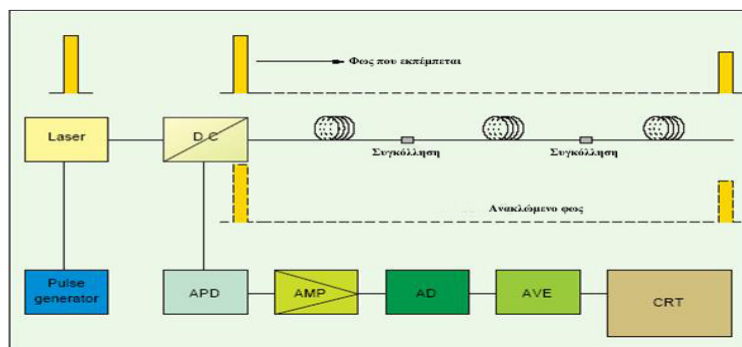 Φως που εκπέμπεται
Laser
D C
Συγκόλληση
Συγκόλληση
Ανακλώμενο φως
Pulse
generator
APD
AMP
AD
AVE
CRT